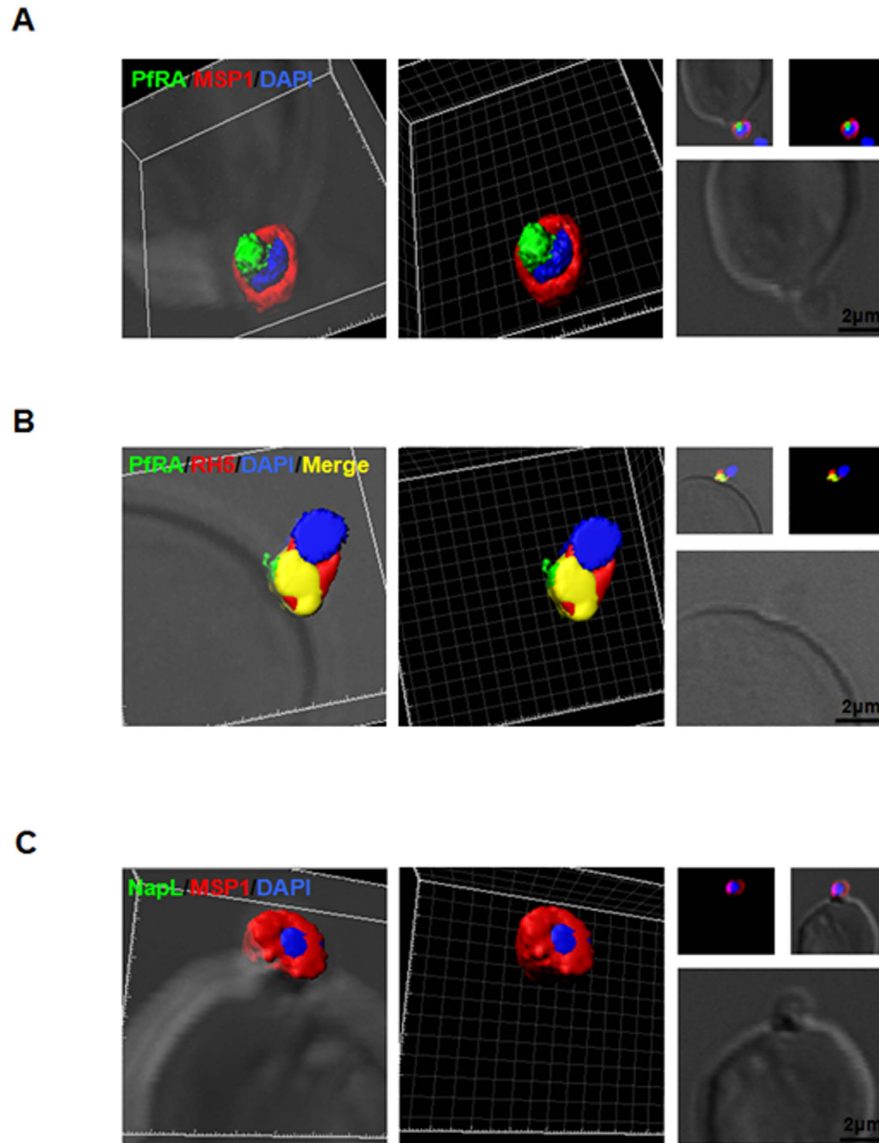 A
PfRA/MSP1/DAPI
2µm
B
PfRA/RH5/DAPI/Merge
2µm
C
NapL/MSP1/DAPI
2µm